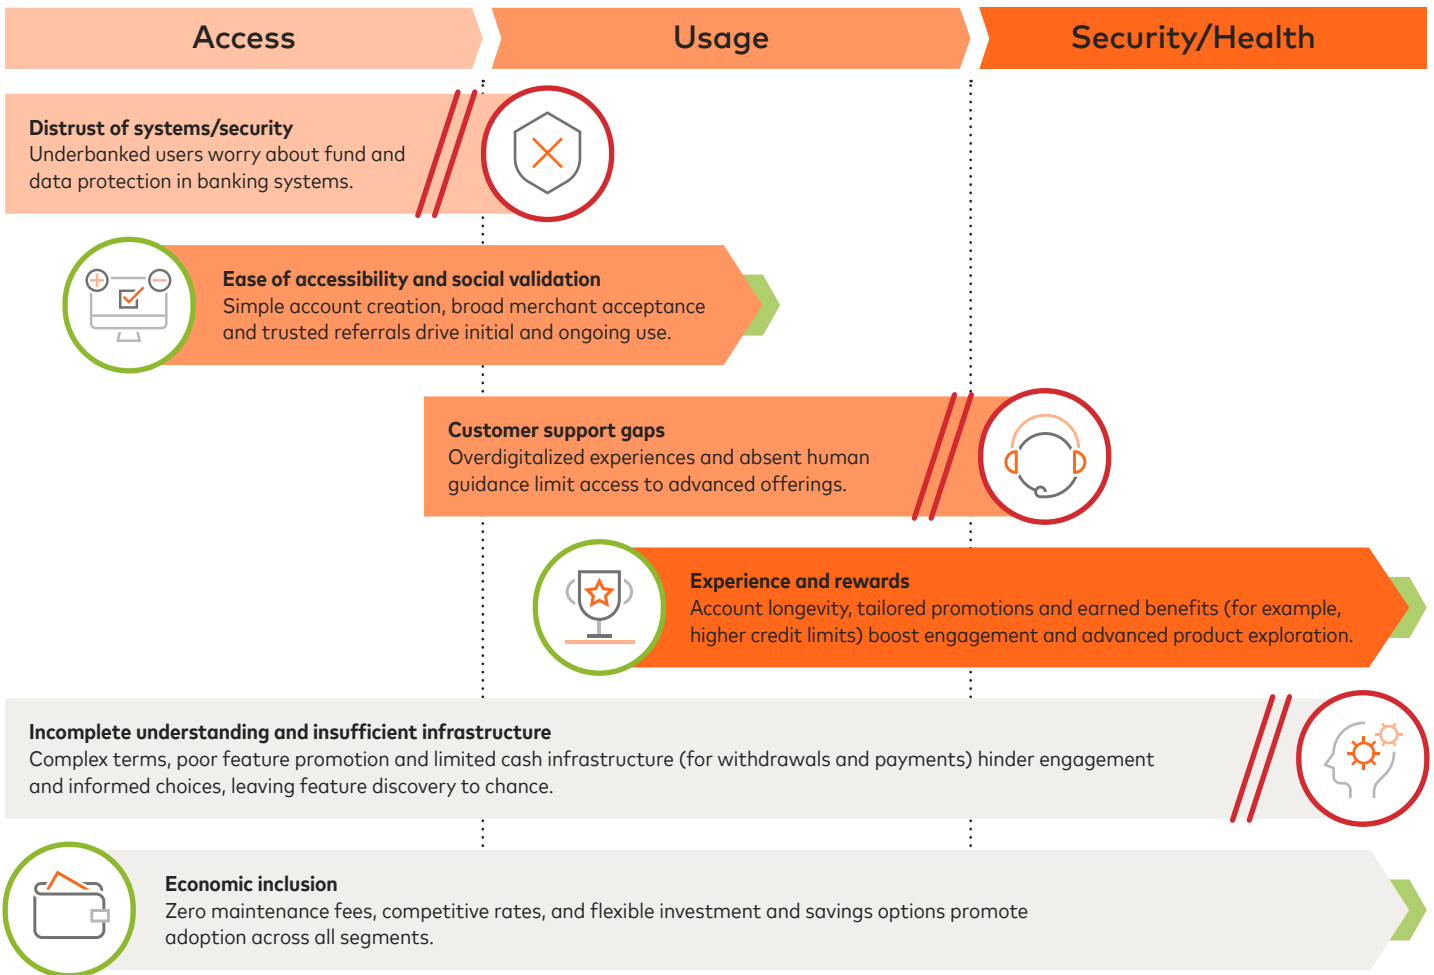 Access
Usage
Security/Health
Distrust of systems/security
Underbanked users worry about fund and
data protection in banking systems.
Ease of accessibility and social validation
Simple account creation, broad merchant acceptance
and trusted referrals drive initial and ongoing use.
Customer support gaps
Overdigitalized experiences and absent human
guidance limit access to advanced offerings.
Experience and rewards
Account longevity, tailored promotions and earned benefits (for example,
higher credit limits) boost engagement and advanced product exploration.
Incomplete understanding and insufficient infrastructure
Complex terms, poor feature promotion and limited cash infrastructure (for withdrawals and payments) hinder engagement
and informed choices, leaving feature discovery to chance.
Economic inclusion
Zero maintenance fees, competitive rates, and flexible investment and savings options promote
adoption across all segments.